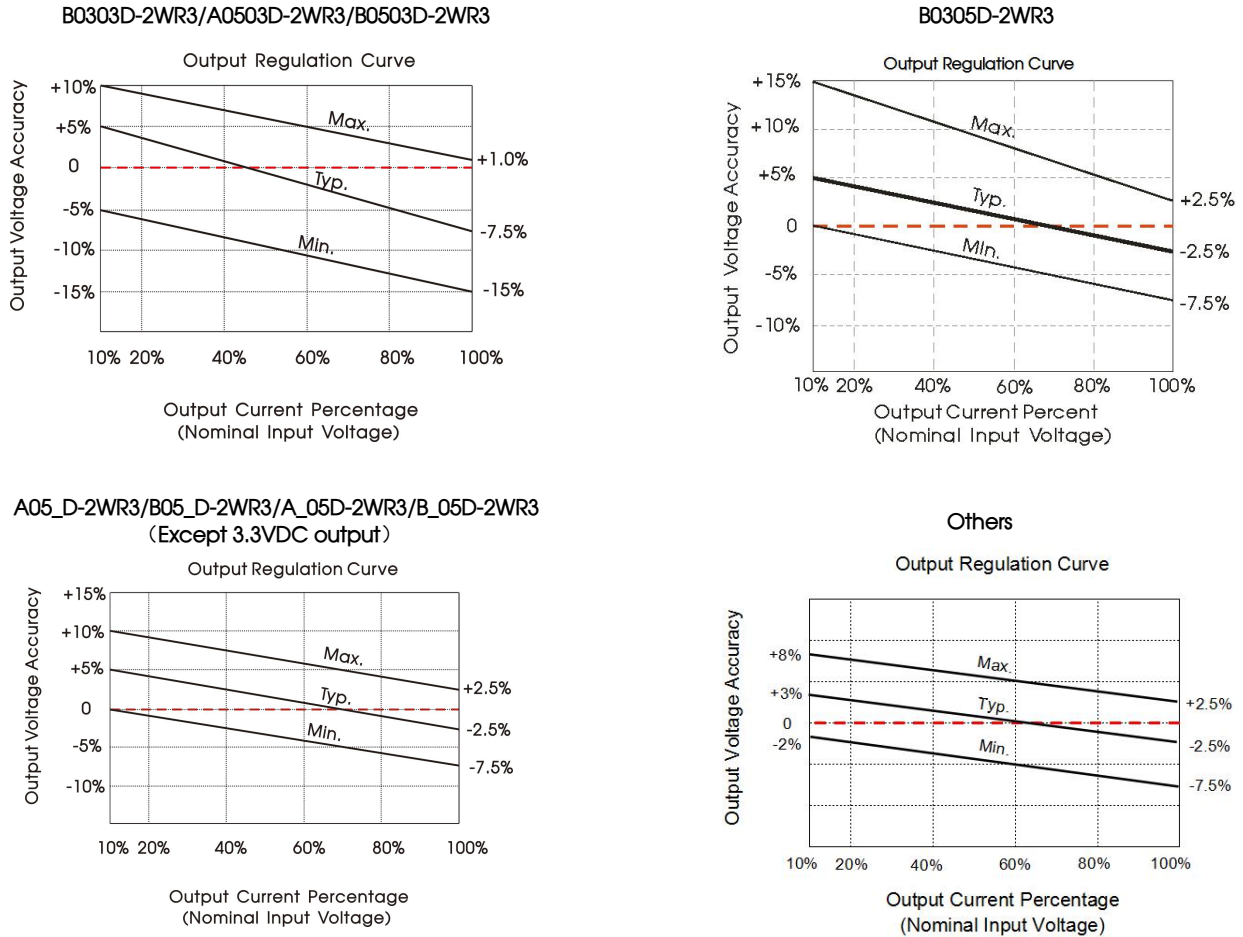 B0303D-2WR3/A0503D-2WR3/B0503D-2WR3
Output Regulation Curve
Output Voltage Accuracy
+10%
+5%
0
-5%
-10%
-15%
Max.
Typ.
Min.
+1.0%
-7.5%
-15%
10% 20% 40% 60% 80% 100%
Output Current Percentage
(Nominal Input Voltage)
B0305D-2WR3
Output Regulation Curve
Output Voltage Accuracy
+15%
+10%
+5%
0
-5%
-10%
Max.
Typ.
Min.
+2.5%
-2.5%
-7.5%
10% 20% 40% 60% 80% 100%
Output Current Percent
(Nominal Input Voltage)
A05_D-2WR3/B05_D-2WR3/A_05D-2WR3/B_05D-2WR3
(Except 3.3VDC output)
Output Regulation Curve
Output Voltage Accuracy
+15%
+10%
+5%
0
-5%
-10%
Max.
Typ.
Min.
+2.5%
-2.5%
-7.5%
10% 20% 40% 60% 80% 100%
Output Current Percentage
(Nominal Input Voltage)
Others
Output Regulation Curve
Output Voltage Accuracy
+8%
+3%
0
-2%
Max.
Typ.
Min.
+2.5%
-2.5%
-7.5%
10% 20% 40% 60% 80% 100%
Output Current Percentage
(Nominal Input Voltage)